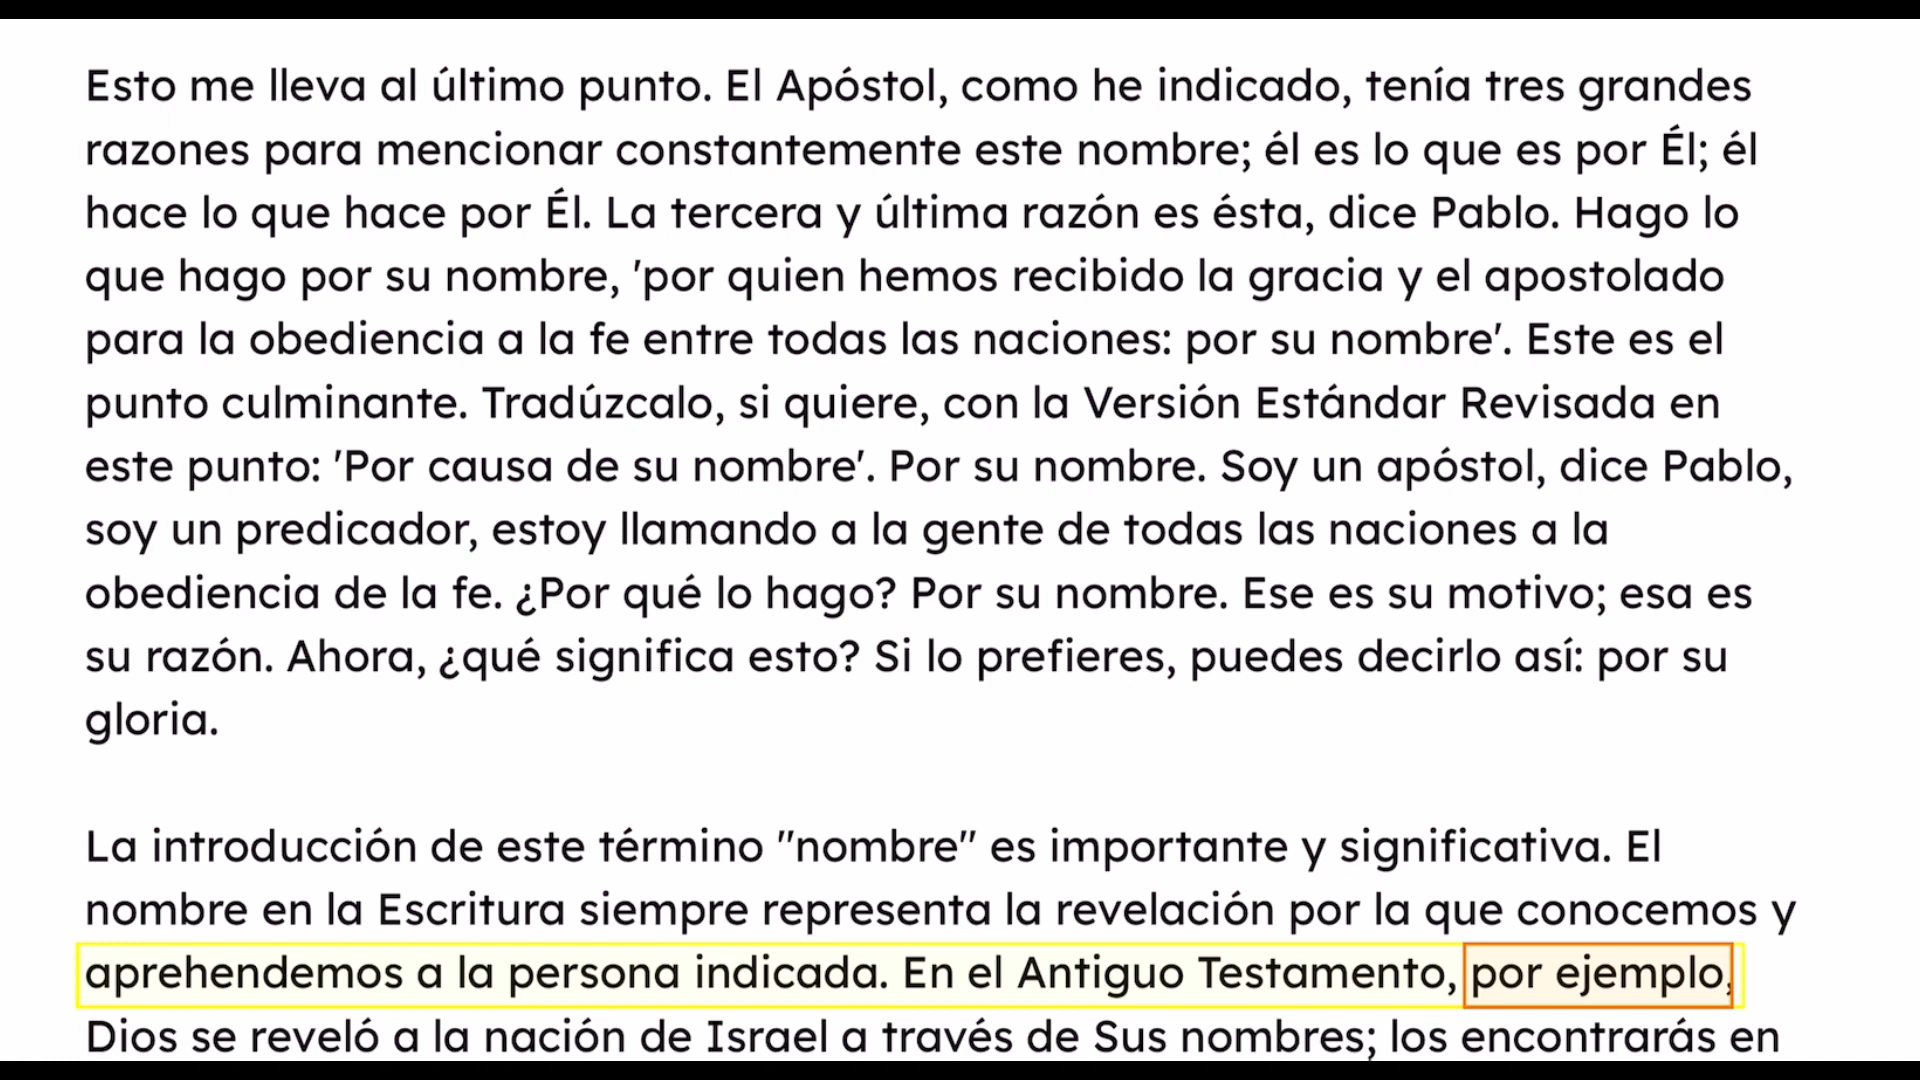 Esto me lleva al último punto. El Apóstol, como he indicado, tenía tres grandes
razones para mencionar constantemente este nombre; él es lo que es por Él; él
hace lo que hace por Él. La tercera y última razón es ésta, dice Pablo. Hago lo
que hago por su nombre, 'por quien hemos recibido la gracia y el apostolado
para la obediencia a la fe entre todas las naciones: por su nombre'. Este es el
punto culminante. Tradúzcalo, si quiere, con la Versión Estándar Revisada en
este punto: 'Por causa de su nombre'. Por su nombre. Soy un apóstol, dice Pablo,
soy un predicador, estoy llamando a la gente de todas las naciones a la
obediencia de la fe. ¿Por qué lo hago? Por su nombre. Ese es su motivo; esa es
su razón. Ahora, ¿qué significa esto? Si lo prefieres, puedes decirlo así: por su
gloria.
La introducción de este término "nombre" es importante y significativa. El
nombre en la Escritura siempre representa la revelación por la que conocemos y
aprehendemos a la persona indicada. En el Antiguo Testamento, por ejemplo,
Dios se reveló a la nación de Israel a través de Sus nombres; los encontrarás en